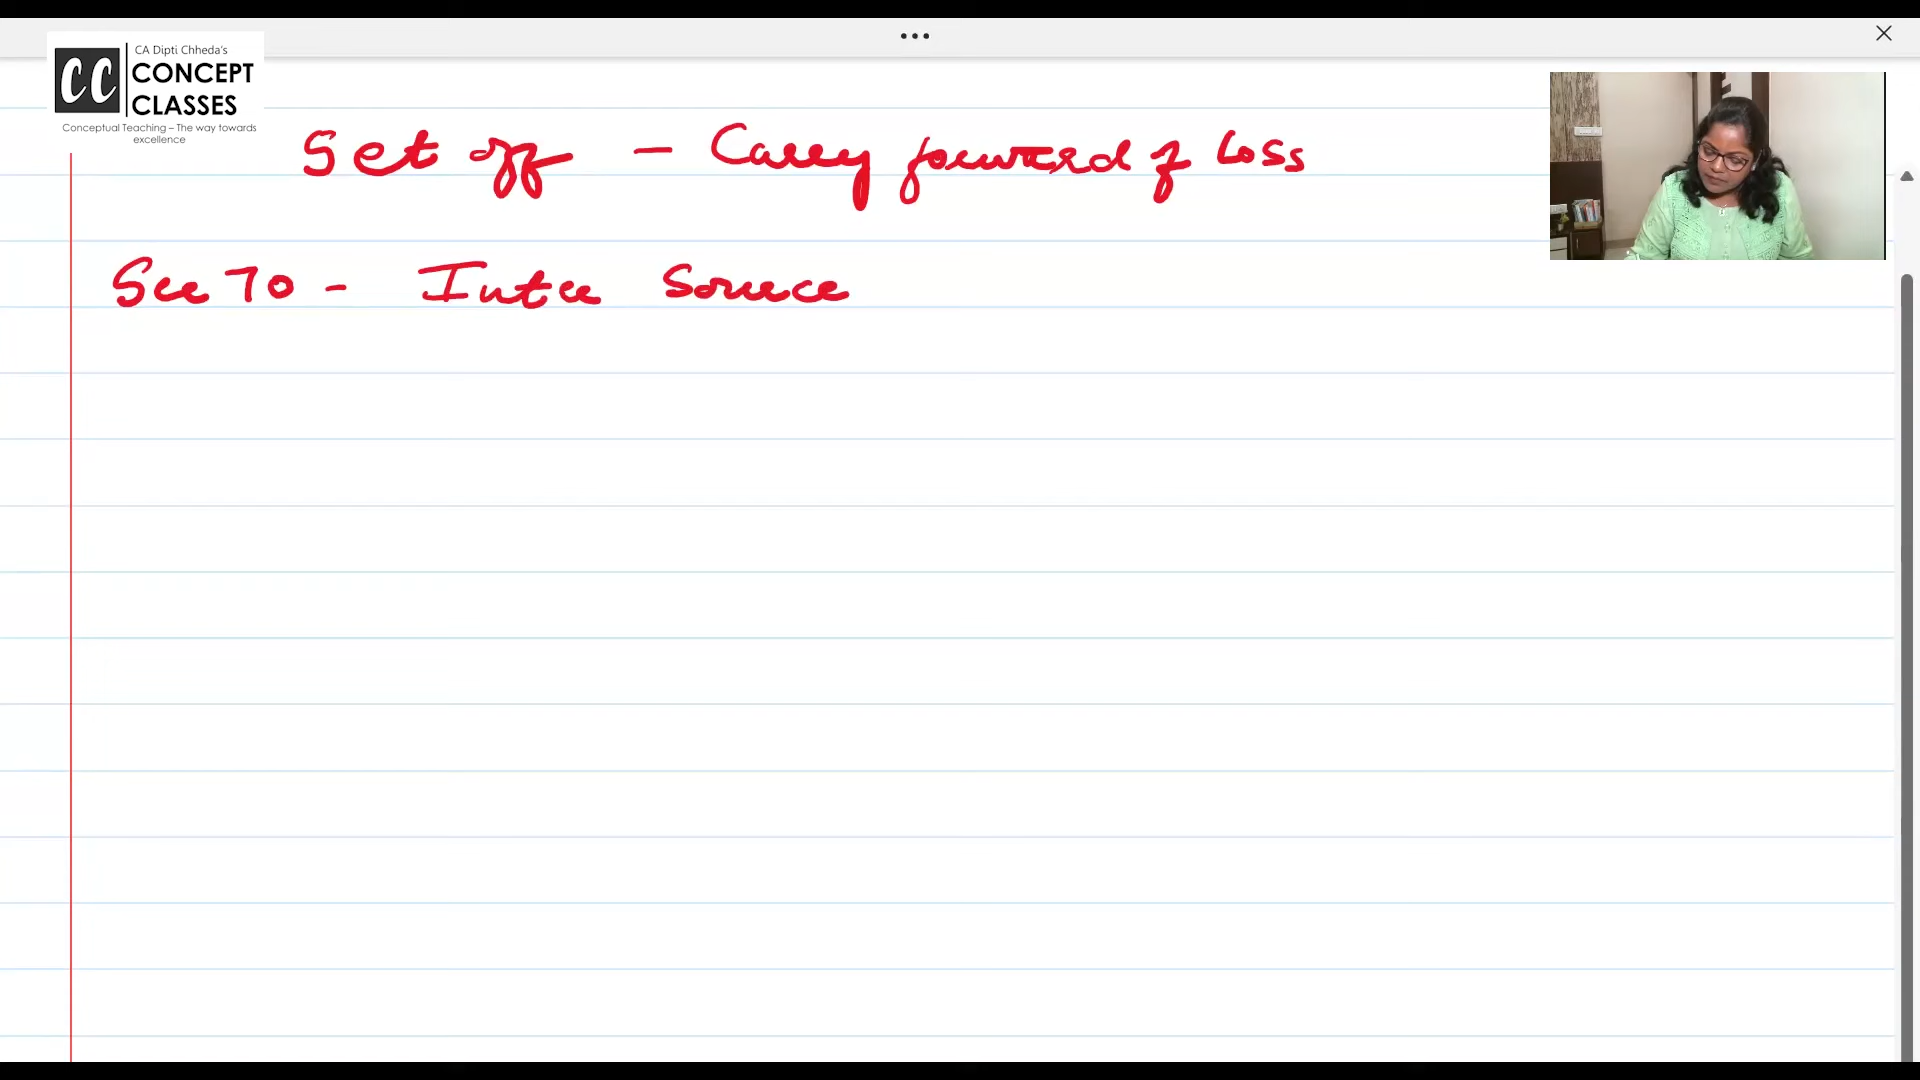 CC
CA Dipti Chheda's
CONCEPT
CLASSES
Conceptual Teaching – The way towards
excellence
Set off - Carry forward of Loss
Sec 70 - Inter Source